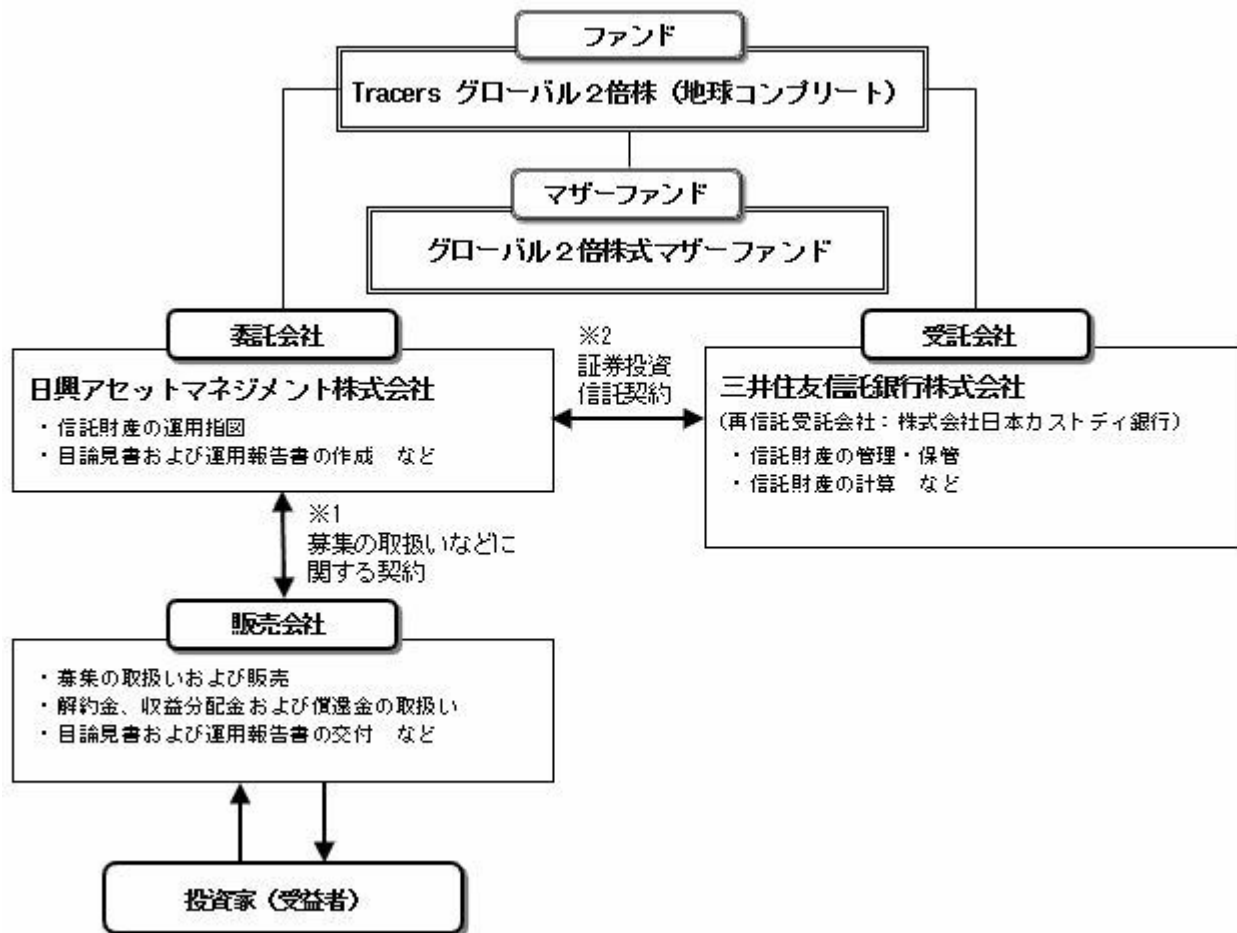 ファンド
Tracers グローバル2倍株（地球コンプリート）
マザーファンド
グローバル2倍株式マザーファンド
委託会社
日興アセットマネジメント株式会社
・信託財産の運用指図
・目論見書および運用報告書の作成　など
※2
証券投資
信託契約
受託会社
三井住友信託銀行株式会社
(再信託受託会社：株式会社日本カストディ銀行)
・信託財産の管理・保管
・信託財産の計算　など
※1
募集の取扱いなどに
関する契約
販売会社
・募集の取扱いおよび販売
・解約金、収益分配金および償還金の取扱い
・目論見書および運用報告書の交付　など
投資家（受益者）